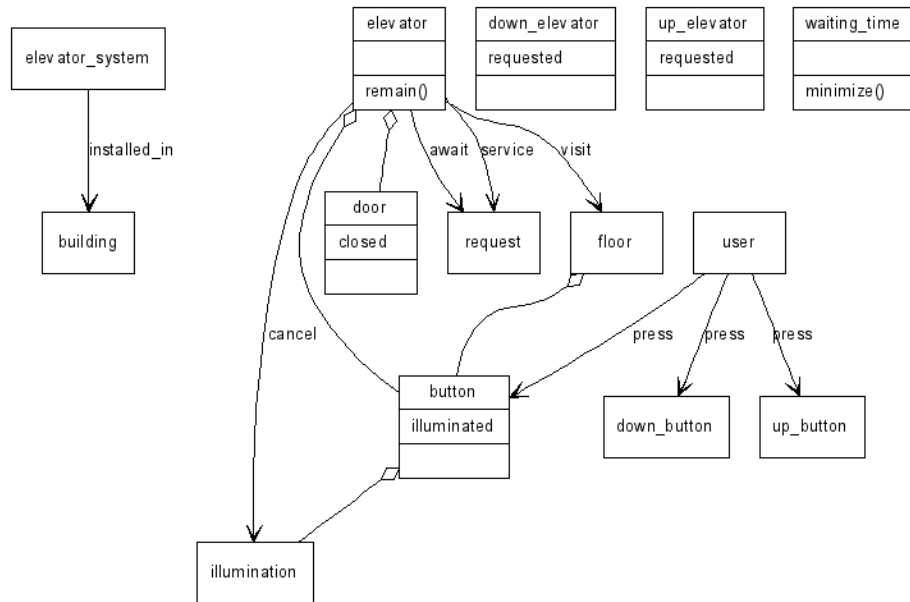 elevator
down_elevator
up_elevator
waiting_time
elevator_system
requested
requested
remain()
minimize()
installed_in
await
service
visit
door
closed
building
request
floor
user
cancel
press
press
press
button
illuminated
down_button
up_button
illumination